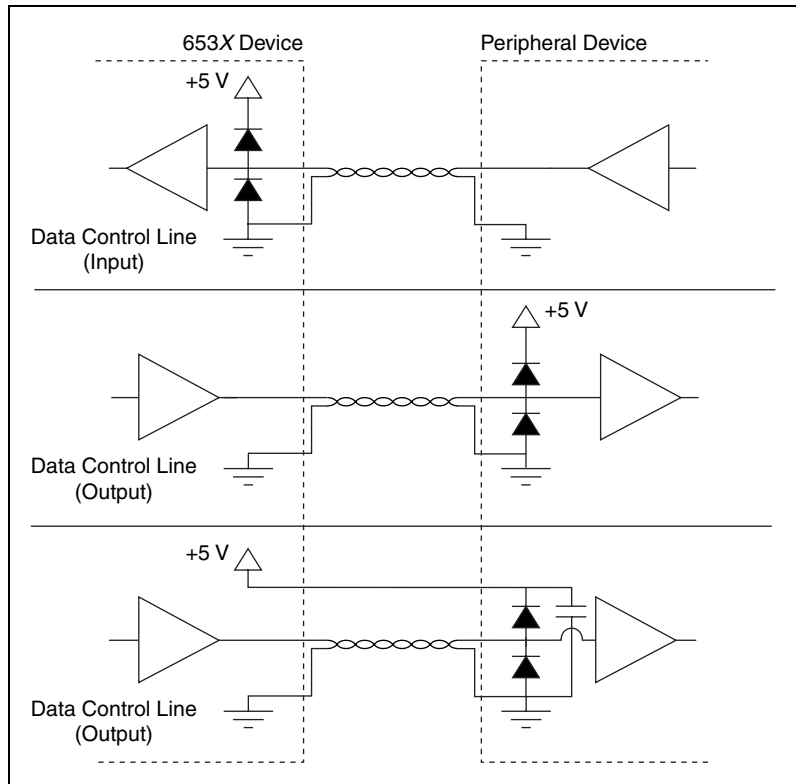 653X Device
Peripheral Device
+5 V
Data Control Line
(Input)
+5 V
Data Control Line
(Output)
+5 V
Data Control Line
(Output)